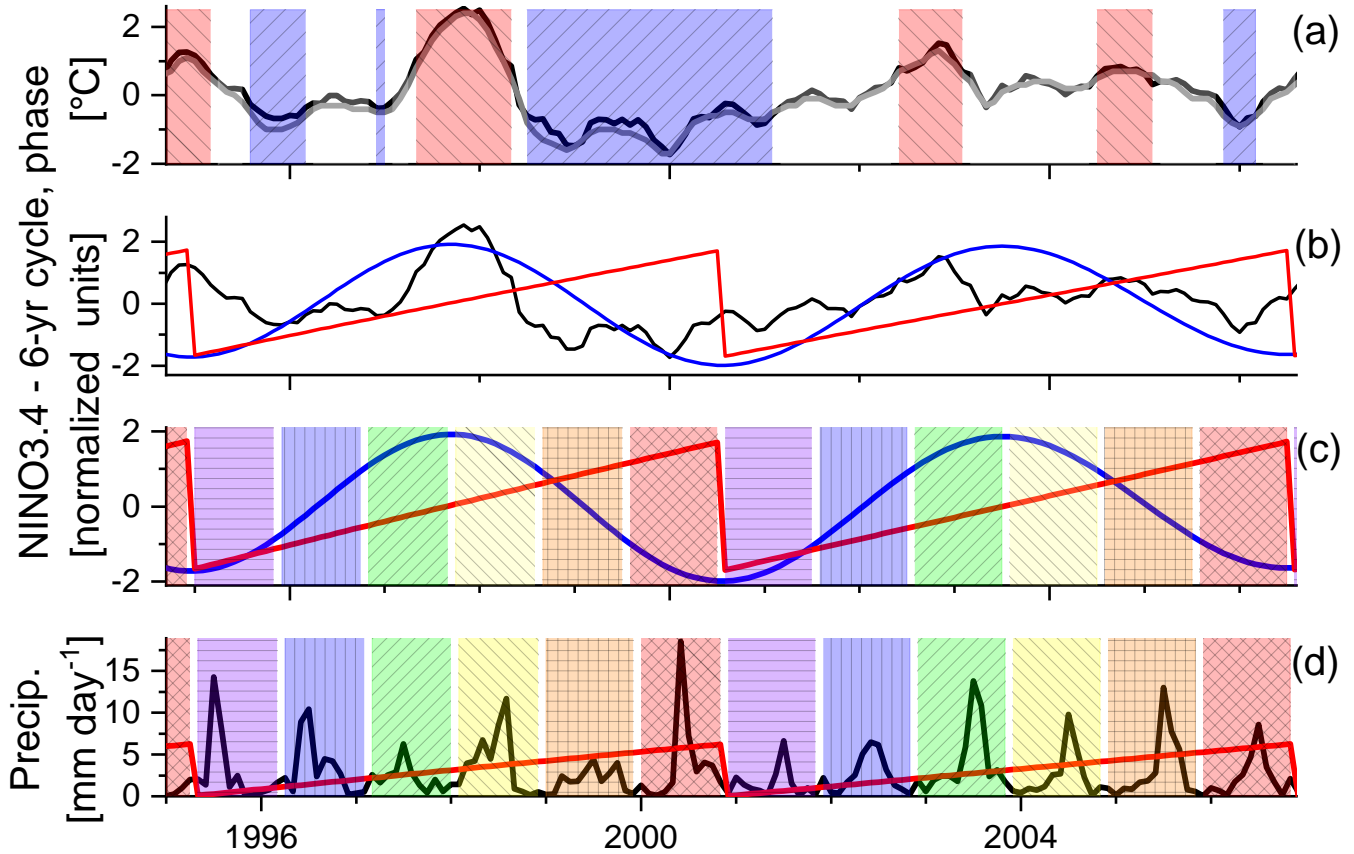 (a)
2
0
-2
[°C]
NINO3.4 - 6-yr cycle, phase
[normalized units]
(b)
2
0
-2
(c)
2
0
-2
(d)
Precip.
[mm day-1]
15
10
5
0
1996
2000
2004